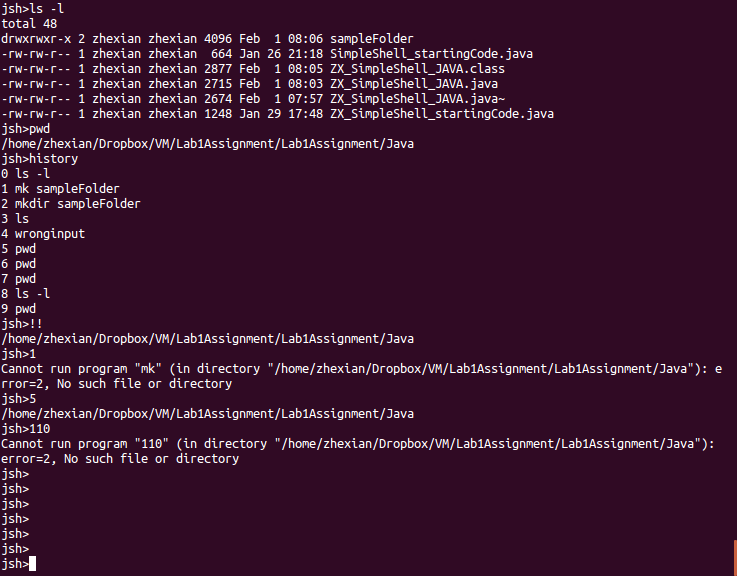 jsh>ls -l
total 48
drwxrwxr-x 2 zhexian zhexian 4096 Feb  1 08:06 sampleFolder
-rw-rw-r-- 1 zhexian zhexian  664 Jan 26 21:18 SimpleShell_startingCode.java
-rw-rw-r-- 1 zhexian zhexian 2877 Feb  1 08:05 ZX_SimpleShell_JAVA.class
-rw-rw-r-- 1 zhexian zhexian 2715 Feb  1 08:03 ZX_SimpleShell_JAVA.java
-rw-rw-r-- 1 zhexian zhexian 2674 Feb  1 07:57 ZX_SimpleShell_JAVA.java~
-rw-rw-r-- 1 zhexian zhexian 1248 Jan 29 17:48 ZX_SimpleShell_startingCode.java
jsh>pwd
/home/zhexian/Dropbox/VM/Lab1Assignment/Lab1Assignment/Java
jsh>history
0 ls -l
1 mk sampleFolder
2 mkdir sampleFolder
3 ls
4 wronginput
5 pwd
6 pwd
7 pwd
8 ls -l
9 pwd
jsh>!!
/home/zhexian/Dropbox/VM/Lab1Assignment/Lab1Assignment/Java
jsh>1
Cannot run program "mk" (in directory "/home/zhexian/Dropbox/VM/Lab1Assignment/Lab1Assignment/Java"): e
rror=2, No such file or directory
jsh>5
/home/zhexian/Dropbox/VM/Lab1Assignment/Lab1Assignment/Java
jsh>110
Cannot run program "110" (in directory "/home/zhexian/Dropbox/VM/Lab1Assignment/Lab1Assignment/Java"):
error=2, No such file or directory
jsh>
jsh>
jsh>
jsh>
jsh>
jsh>
jsh>